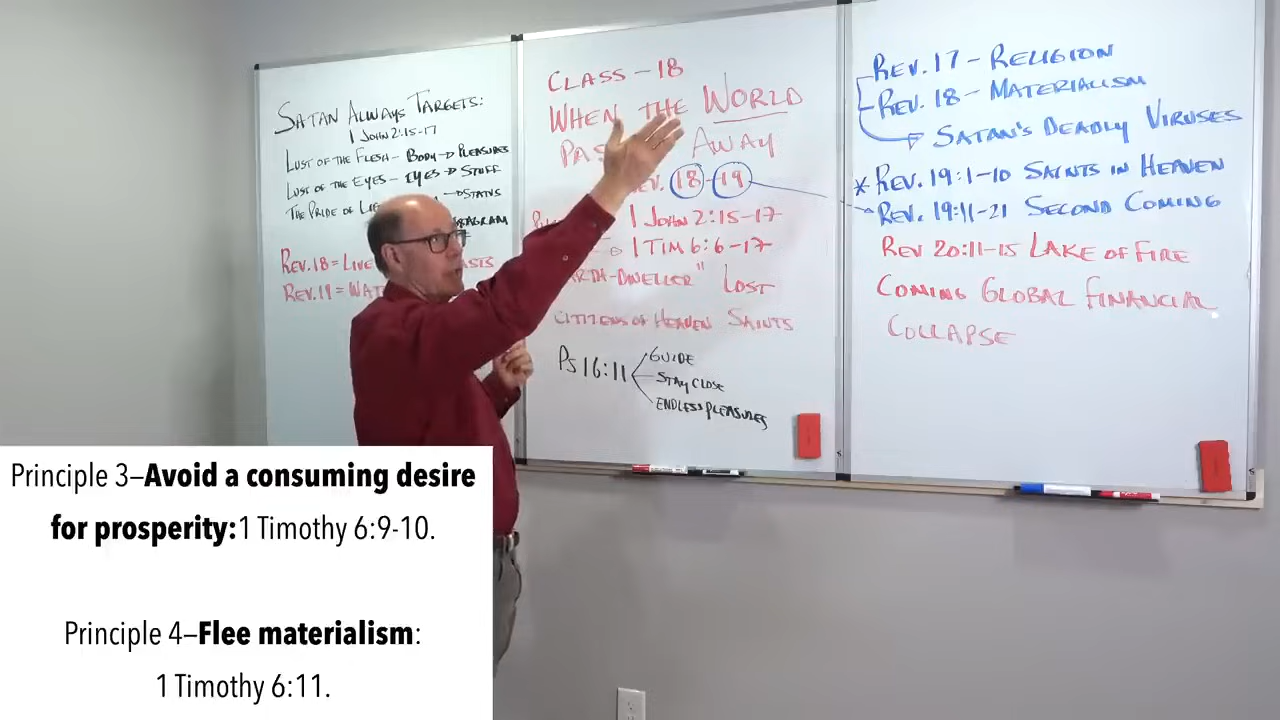 SATAN ALWAYS TARGETS:
1 JOHN 2:15-17
LUST OF THE FLESH - BODY → PLEASURES
LUST OF THE EYES - EYES → STUFF
THE PRIDE OF → STATUS
REV. 18 =
REV. 19 =
CLASS - 18
WHEN THE WORLD
AWAY
18-19
1 JOHN 2:15-17
1 TIM 6:6-17
DWELLER" LOST
CITIZENS OF HEAVEN SAINTS
PS 16:11
GUIDE
STAY CLOSE
ENDLESS PLEASURES
REV. 17 - RELIGION
REV. 18 - MATERIALISM
SATAN'S DEADLY VIRUSES
* REV. 19:1-10 SAINTS IN HEAVEN
REV. 19:11-21 SECOND COMING
REV 20:11-15 LAKE OF FIRE
COMING GLOBAL FINANCIAL
COLLAPSE
Principle 3–Avoid a consuming desire
for prosperity:1 Timothy 6:9-10.
Principle 4–Flee materialism:
1 Timothy 6:11.